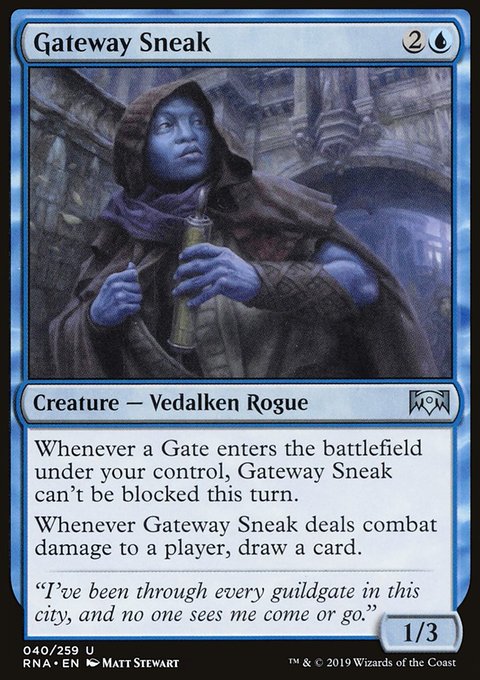 Gateway Sneak 2
Creature — Vedalken Rogue
Whenever a Gate enters the battlefield
under your control, Gateway Sneak
can't be blocked this turn.
Whenever Gateway Sneak deals combat
damage to a player, draw a card.
“I've been through every guildgate in this
city, and no one sees me come or go.”
1/3
040/259 U
RNA • EN Matt Stewart
™ & © 2019 Wizards of the Coast